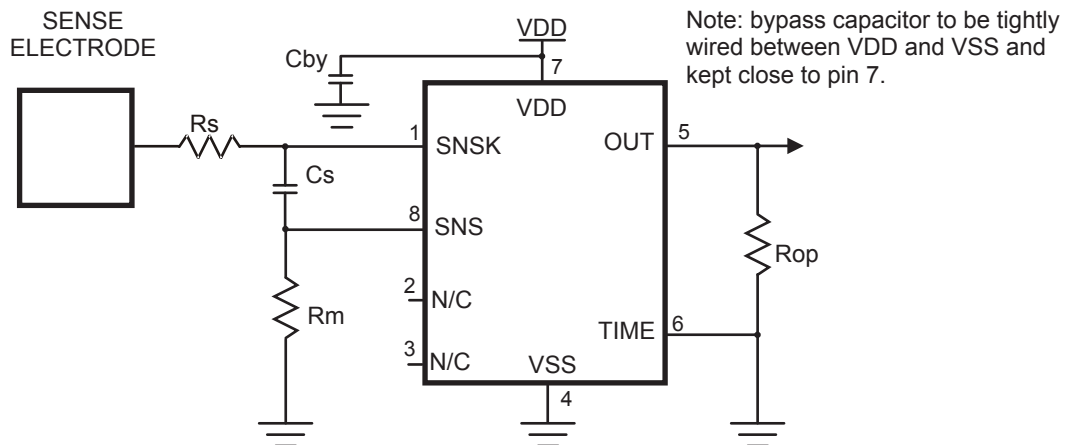 SENSE
ELECTRODE
VDD
Note: bypass capacitor to be tightly
wired between VDD and VSS and
kept close to pin 7.
Cby
7
VDD
Rs
1
SNSK
OUT
5
Cs
8
SNS
Rop
2
N/C
Rm
TIME
6
3
N/C
VSS
4